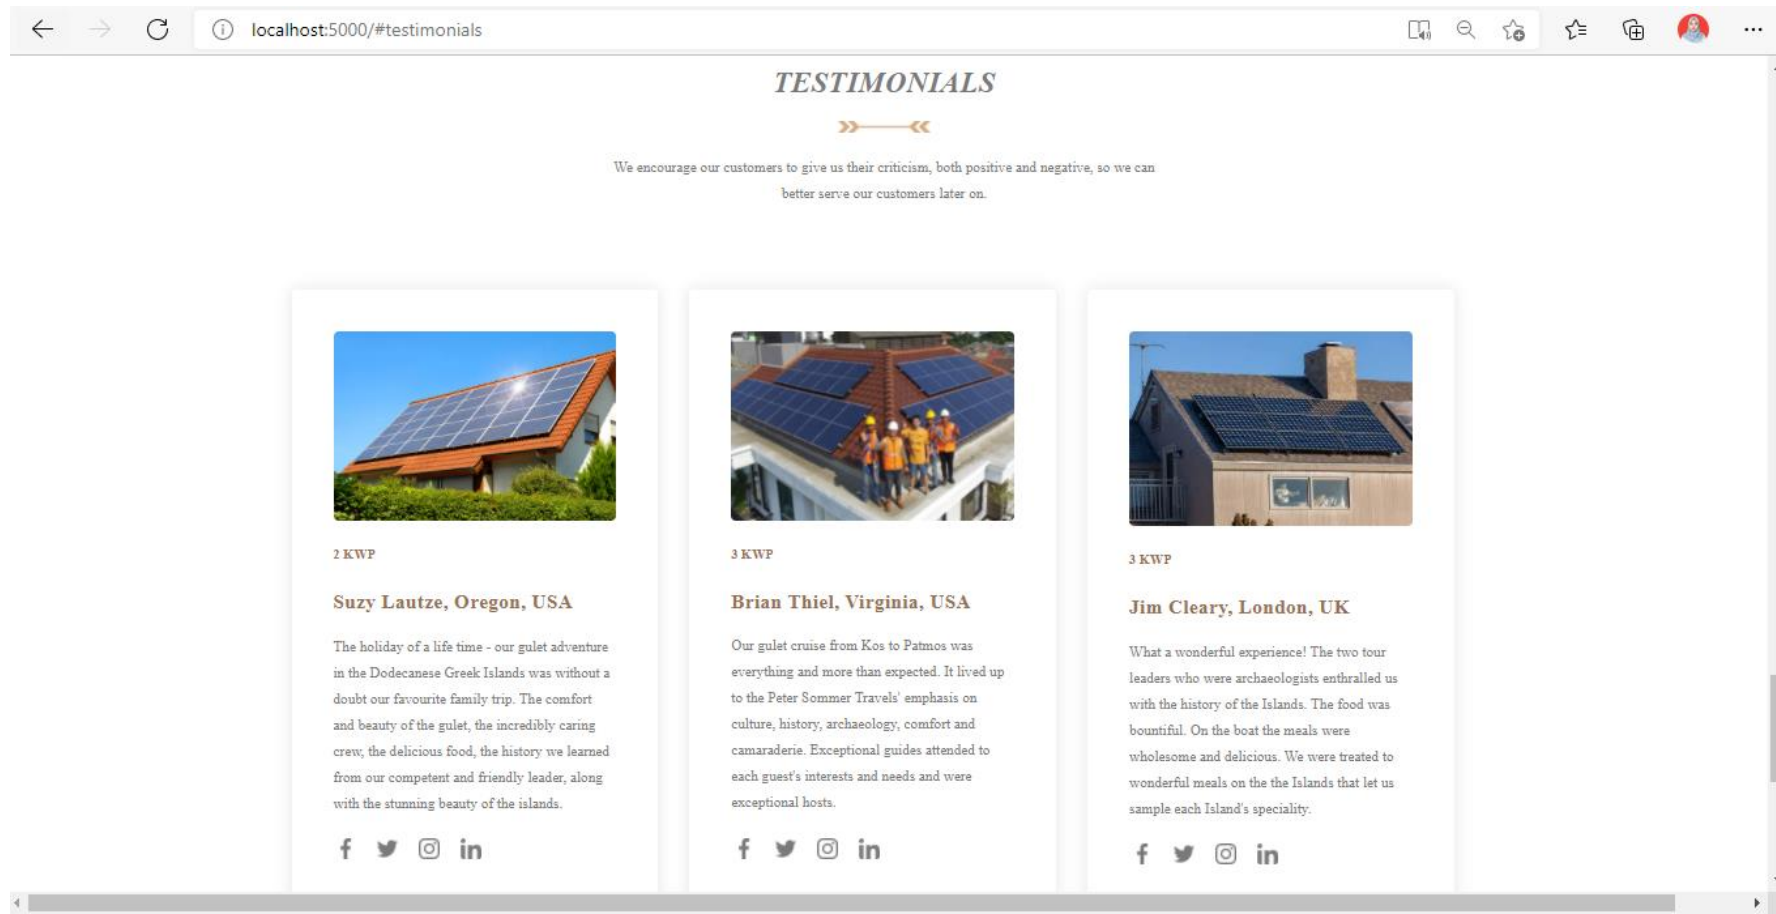 localhost:5000/#testimonials
TESTIMONIALS
We encourage our customers to give us their criticism, both positive and negative, so we can
better serve our customers later on.
2 KWP
Suzy Lautze, Oregon, USA
The holiday of a life time - our gulet adventure
in the Dodecanese Greek Islands was without a
doubt our favourite family trip. The comfort
and beauty of the gulet, the incredibly caring
crew, the delicious food, the history we learned
from our competent and friendly leader, along
with the stunning beauty of the islands.
3 KWP
Brian Thiel, Virginia, USA
Our gulet cruise from Kos to Patmos was
everything and more than expected. It lived up
to the Peter Sommer Travels' emphasis on
culture, history, archaeology, comfort and
camaraderie. Exceptional guides attended to
each guest's interests and needs and were
exceptional hosts.
3 KWP
Jim Cleary, London, UK
What a wonderful experience! The two tour
leaders who were archaeologists enthralled us
with the history of the Islands. The food was
bountiful. On the boat the meals were
wholesome and delicious. We were treated to
wonderful meals on the the Islands that let us
sample each Island's speciality.